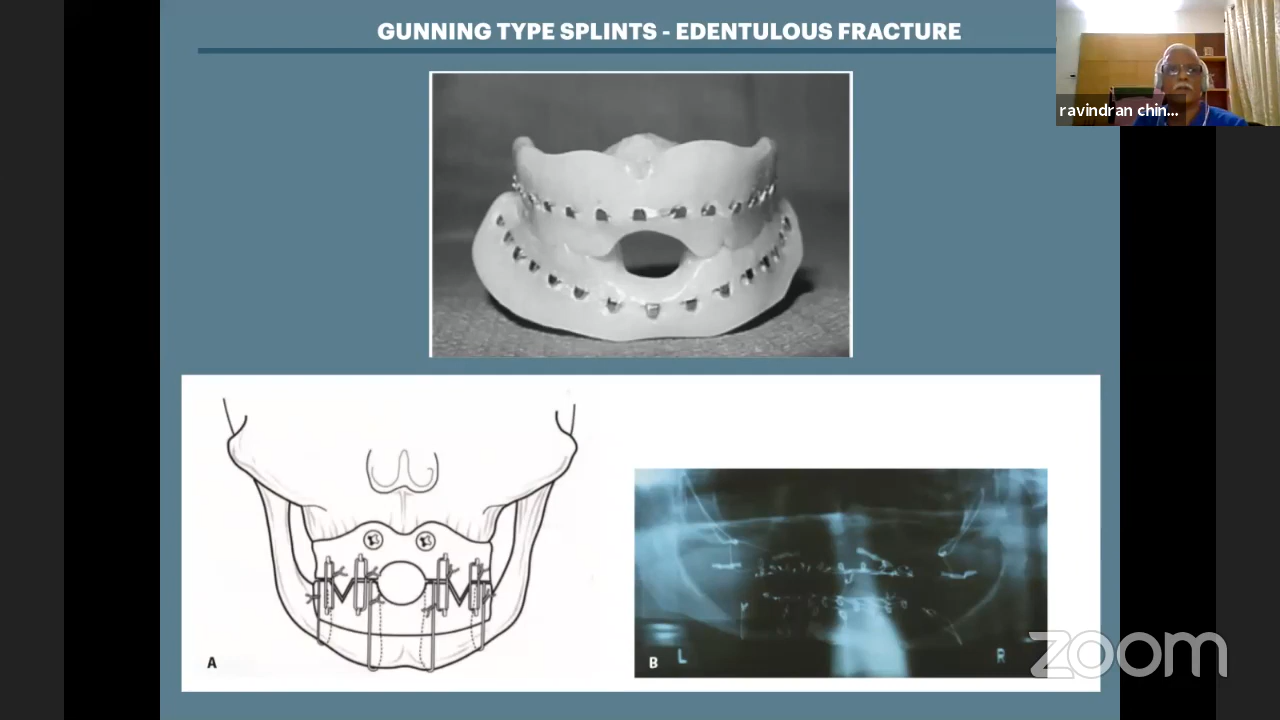 GUNNING TYPE SPLINTS - EDENTULOUS FRACTURE
ravindran chin...
A
B
L
R
zoom